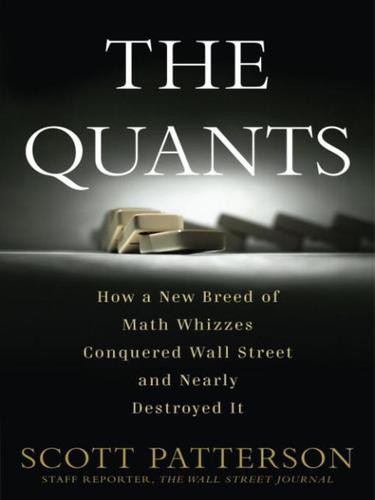 THE
QUANTS
How a New Breed of
Math Whizzes
Conquered Wall Street
and Nearly
Destroyed It
SCOTT PATTERSON
STAFF REPORTER, THE WALL STREET JOURNAL